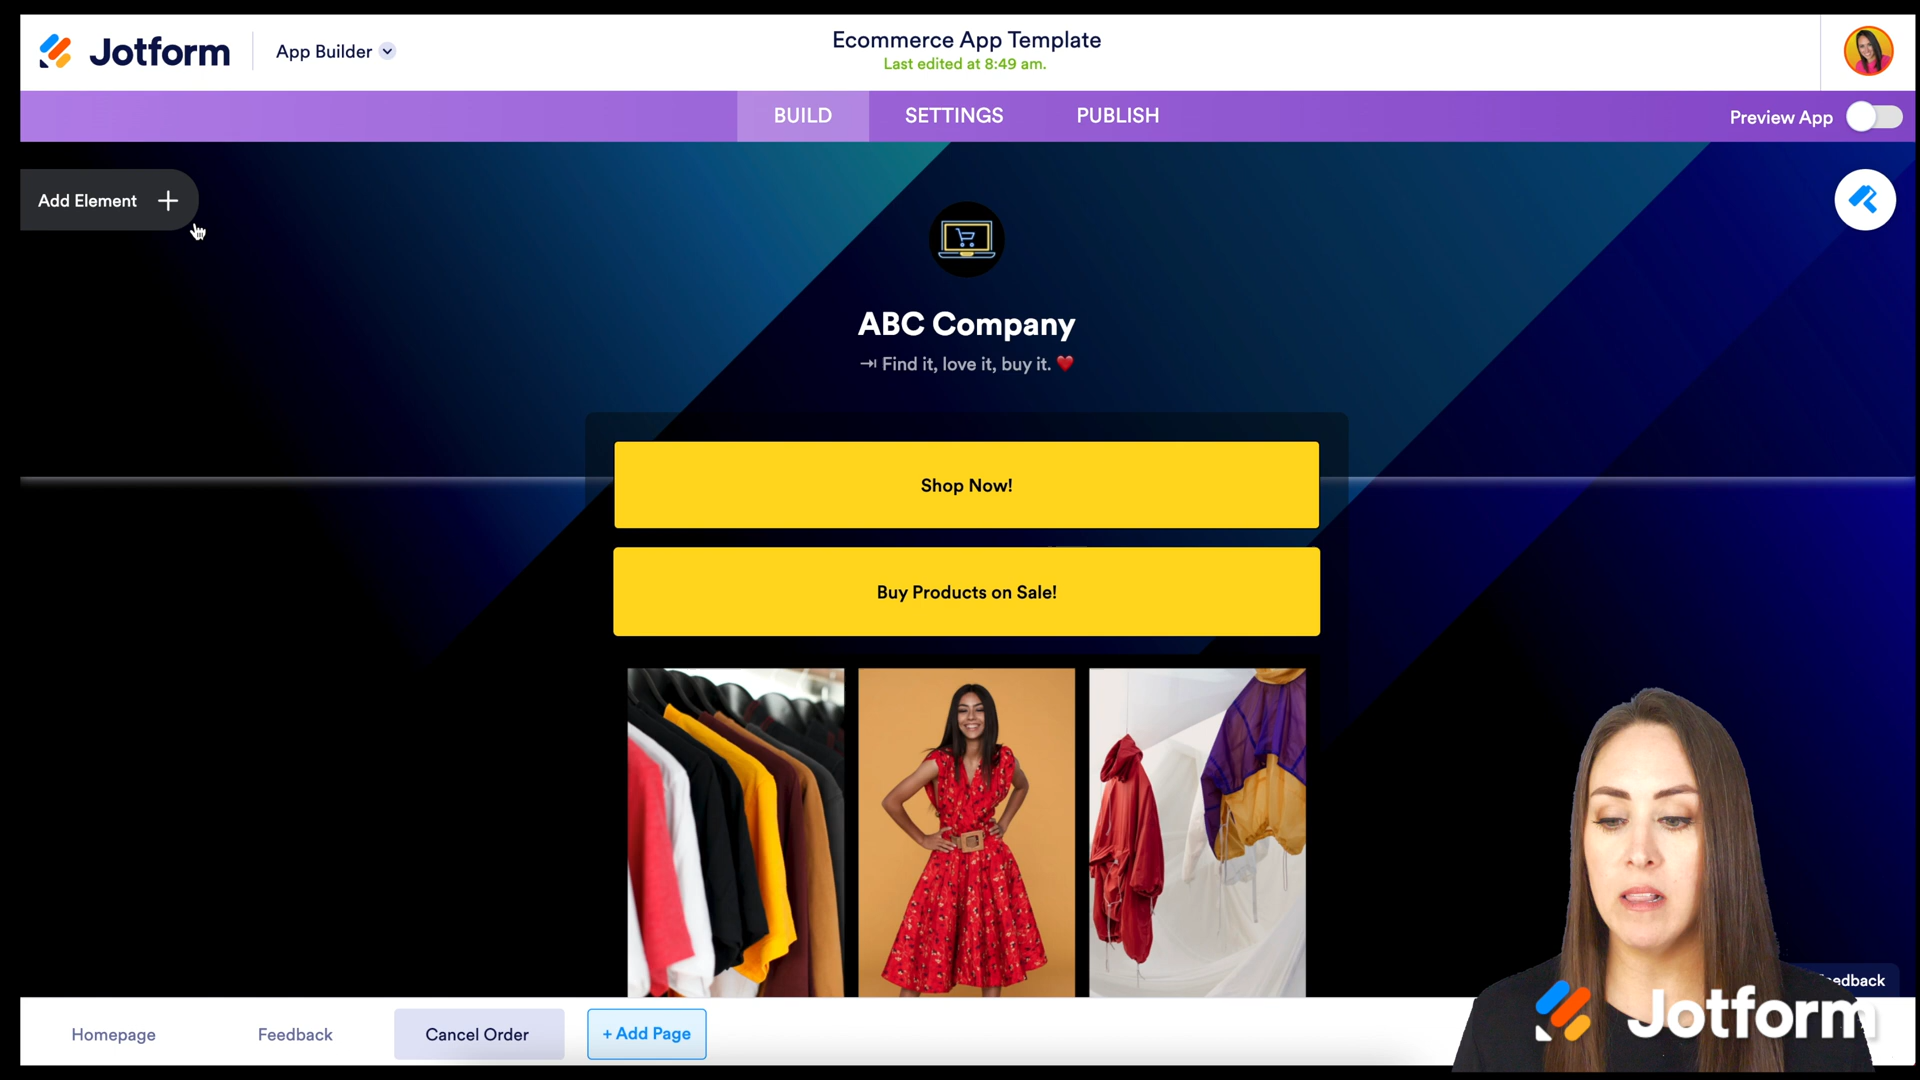 Jotform
App Builder
Ecommerce App Template
Last edited at 8:49 am.
BUILD
SETTINGS
PUBLISH
Preview App
Add Element
ABC Company
Find it, love it, buy it.
Shop Now!
Buy Products on Sale!
Homepage
Feedback
Cancel Order
+ Add Page
Jotform